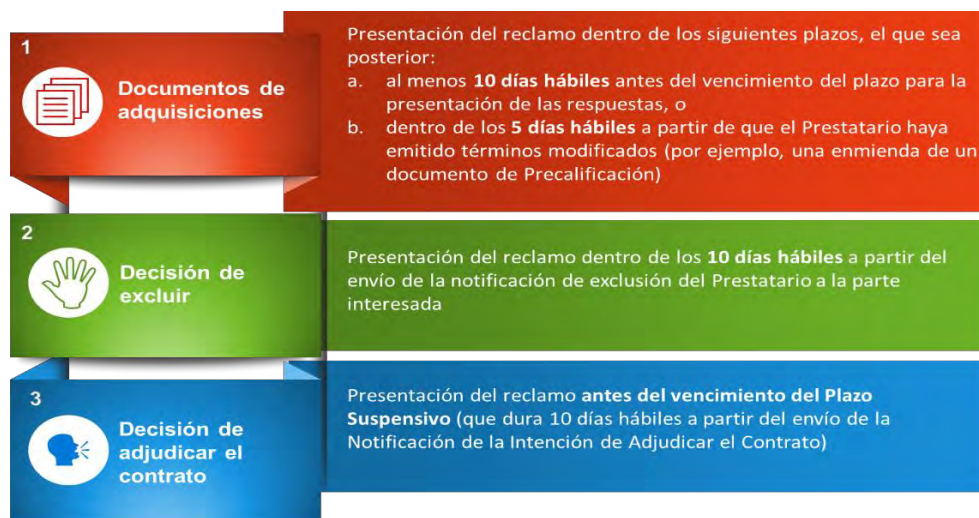 1
Documentos de
adquisiciones
Presentación del reclamo dentro de los siguientes plazos, el que sea
posterior:
a. al menos 10 días hábiles antes del vencimiento del plazo para la
presentación de las respuestas, o
b. dentro de los 5 días hábiles a partir de que el Prestatario haya
emitido términos modificados (por ejemplo, una enmienda de un
documento de Precalificación)
2
Decisión de
excluir
Presentación del reclamo dentro de los 10 días hábiles a partir del
envío de la notificación de exclusión del Prestatario a la parte
interesada
3
Decisión de
adjudicar el
contrato
Presentación del reclamo antes del vencimiento del Plazo
Suspensivo (que dura 10 días hábiles a partir del envío de la
Notificación de la Intención de Adjudicar el Contrato)